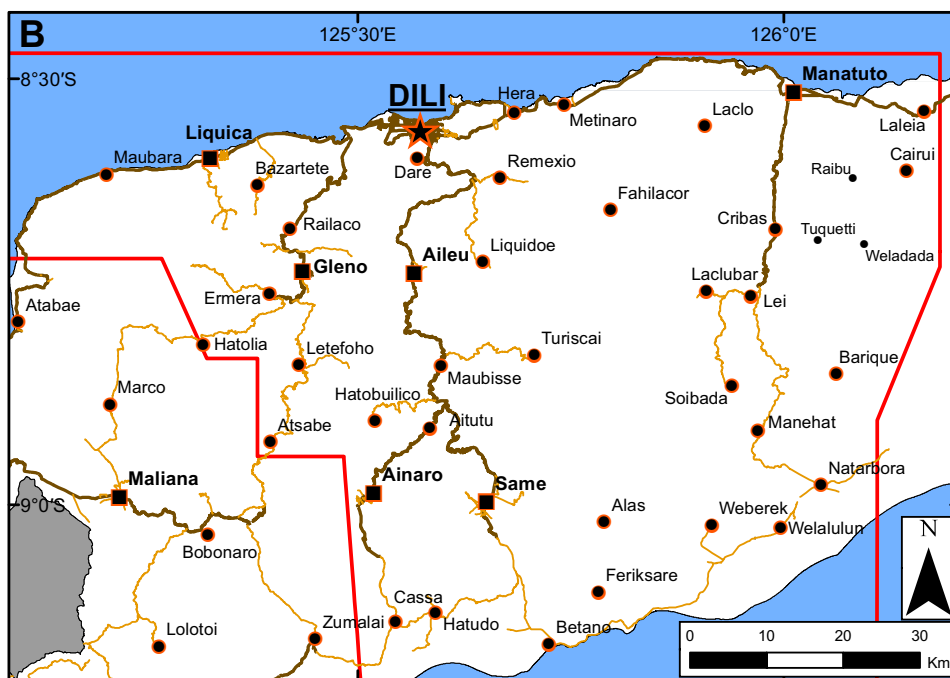 B
125°30'E
126°0'E
8°30'S
Manatuto
DILI
Hera
Metinaro
Laclo
Laleia
Liquica
Maubara
Bazartete
Dare
Remexio
Raibu
Cairui
Fahilacor
Railaco
Cribas
Tuquetti
Weladada
Gleno
Aileu
Liquidoe
Laclubar
Ermera
Lei
Atabae
Hatolia
Letefoho
Turiscai
Maubisse
Barique
Marco
Hatobuilico
Soibada
Aitutu
Manehat
Atsabe
Maliana
Ainaro
Same
Natarbora
9°0'S
Alas
Weberek
Welalulun
Bobonaro
N
Feriksare
Cassa
Hatudo
Zumalai
Lolotoi
Betano
0 10 20 30
Km